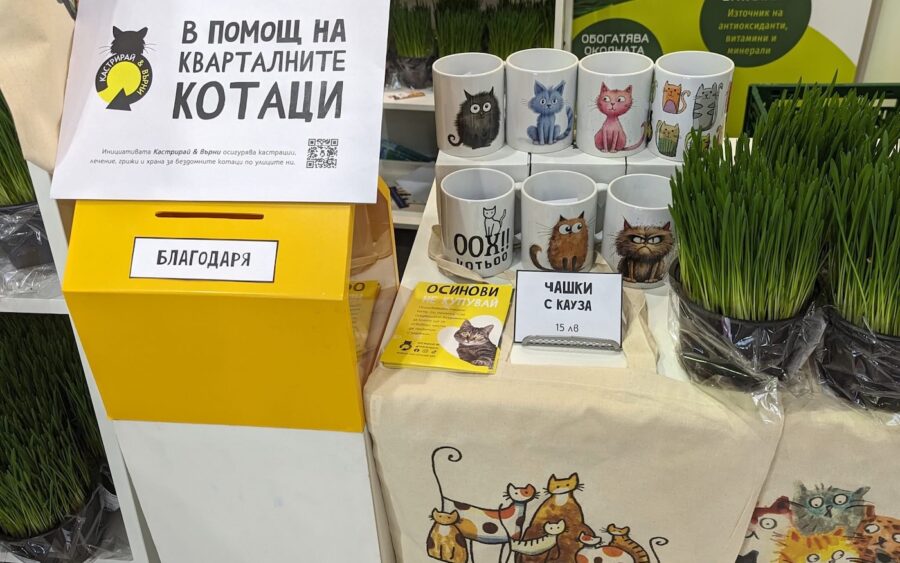 КАСТРИРАЙ & ВЪРНИ
В ПОМОЩ НА
КВАРТАЛНИТЕ
КОТАЦИ
Инициативата Кастрирай & Върни осигурява кастрации,
лечение, грижи и храна за бездомните котаци по улиците ни.
БЛАГОДАРЯ
ОБОГАТЯВА
ОКОЛНАТА
Източник на
антиоксиданти,
витамини и
минерали
ООХ!!
КОТЬОО
ОСИНОВИ
НЕ КУПУВАЙ
ЧАШКИ
С КАУЗА
15 лв